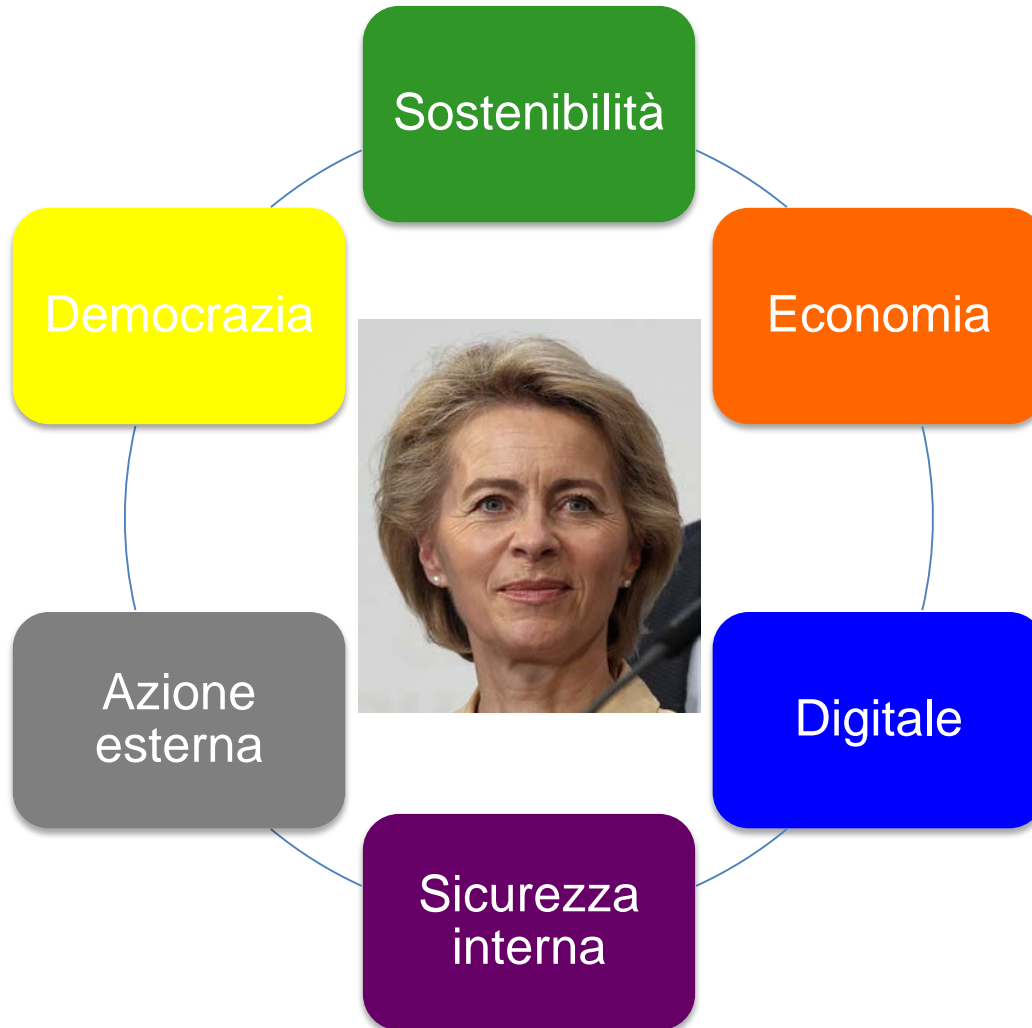 Sostenibilità
Democrazia
Economia
Azione
esterna
Digitale
Sicurezza
interna